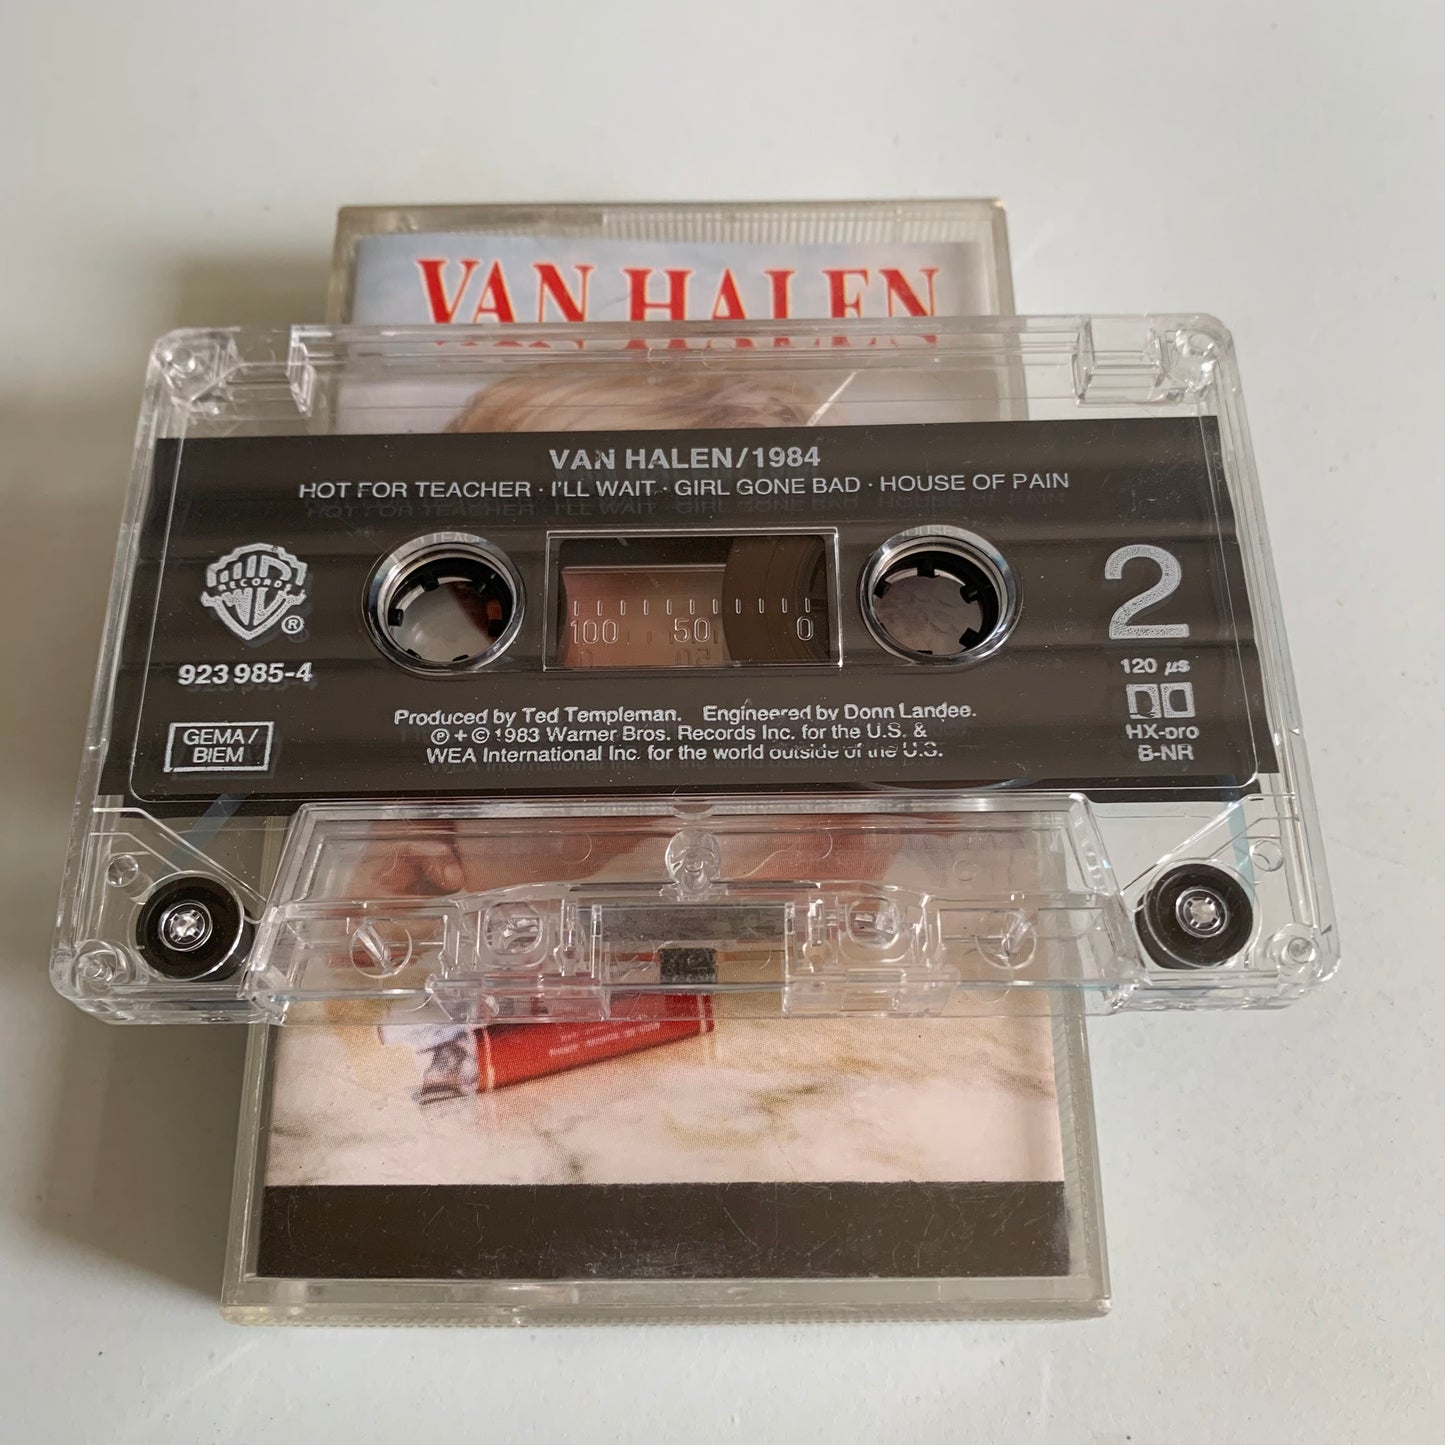 VAN HALEN
VAN HALEN/1984
HOT FOR TEACHER · I'LL WAIT · GIRL GONE BAD · HOUSE OF PAIN
RECORDS
®
923 985-4
GEMA/
BIEM
100 50 0
2
120 µs
HX-pro
B-NR
Produced by Ted Templeman. Engineered by Donn Landee.
℗ + © 1983 Warner Bros. Records Inc. for the U.S. &
WEA International Inc. for the world outside of the U.S.